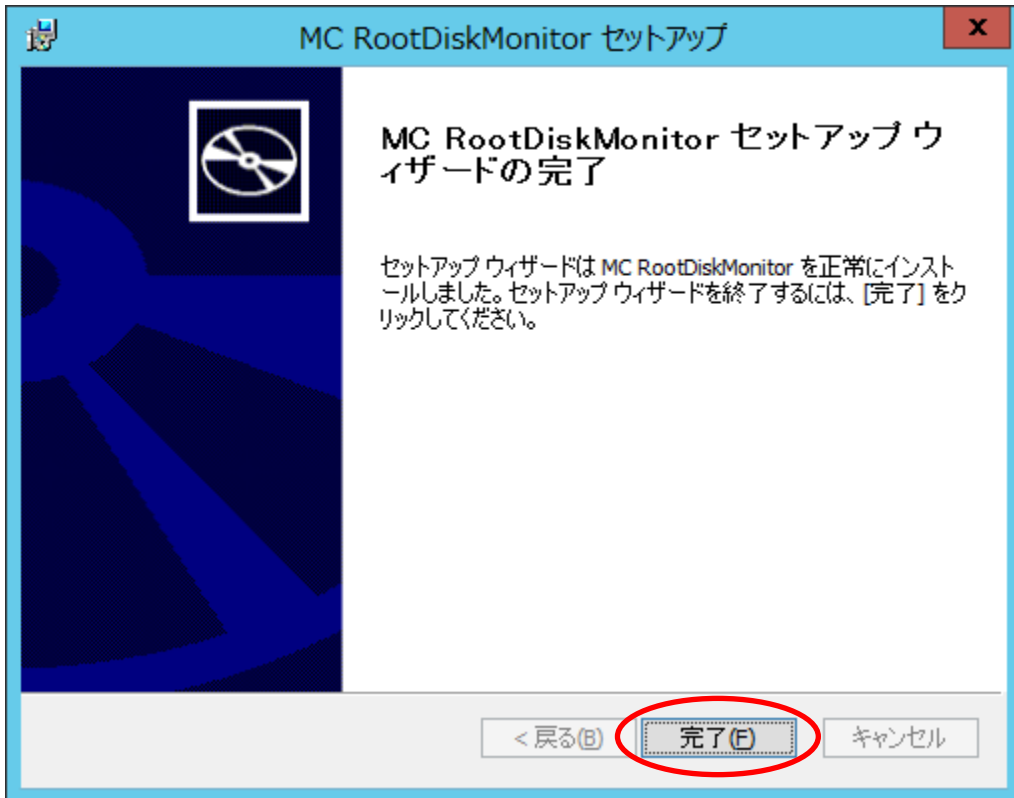 MC RootDiskMonitor セットアップ
x
MC RootDiskMonitor セットアップ ウ
ィザードの完了
セットアップ ウィザードは MC RootDiskMonitor を正常にインスト
ールしました。セットアップ ウィザードを終了するには、[完了] をク
リックしてください。
< 戻る(B)
完了(F)
キャンセル